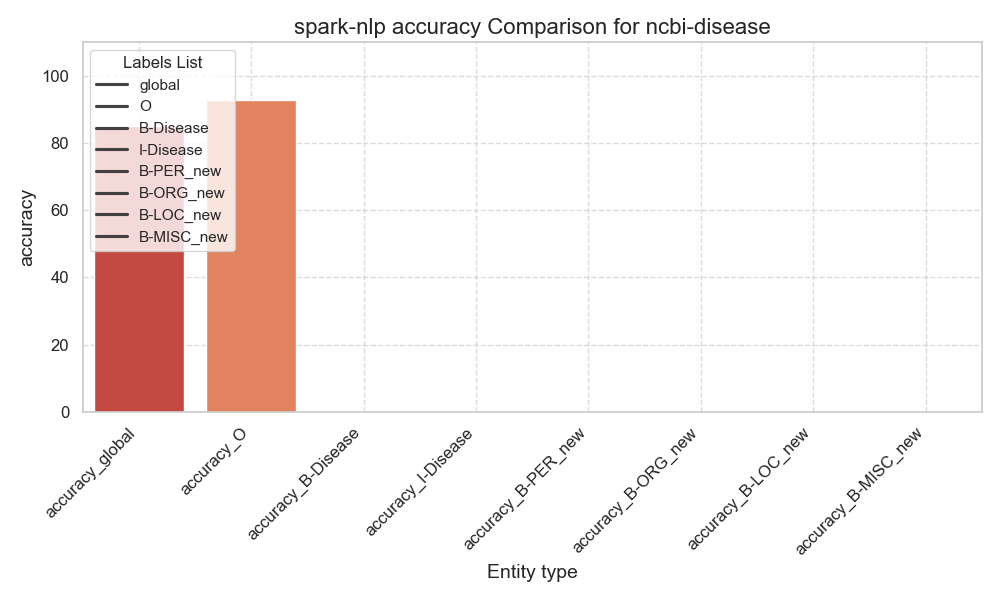 spark-nlp accuracy Comparison for ncbi-disease
Labels List
global
O
B-Disease
I-Disease
B-PER_new
B-ORG_new
B-LOC_new
B-MISC_new
accuracy
100
80
60
40
20
0
accuracy_global
accuracy_O
accuracy_B-Disease
accuracy_I-Disease
accuracy_B-PER_new
accuracy_B-ORG_new
accuracy_B-LOC_new
accuracy_B-MISC_new
Entity type